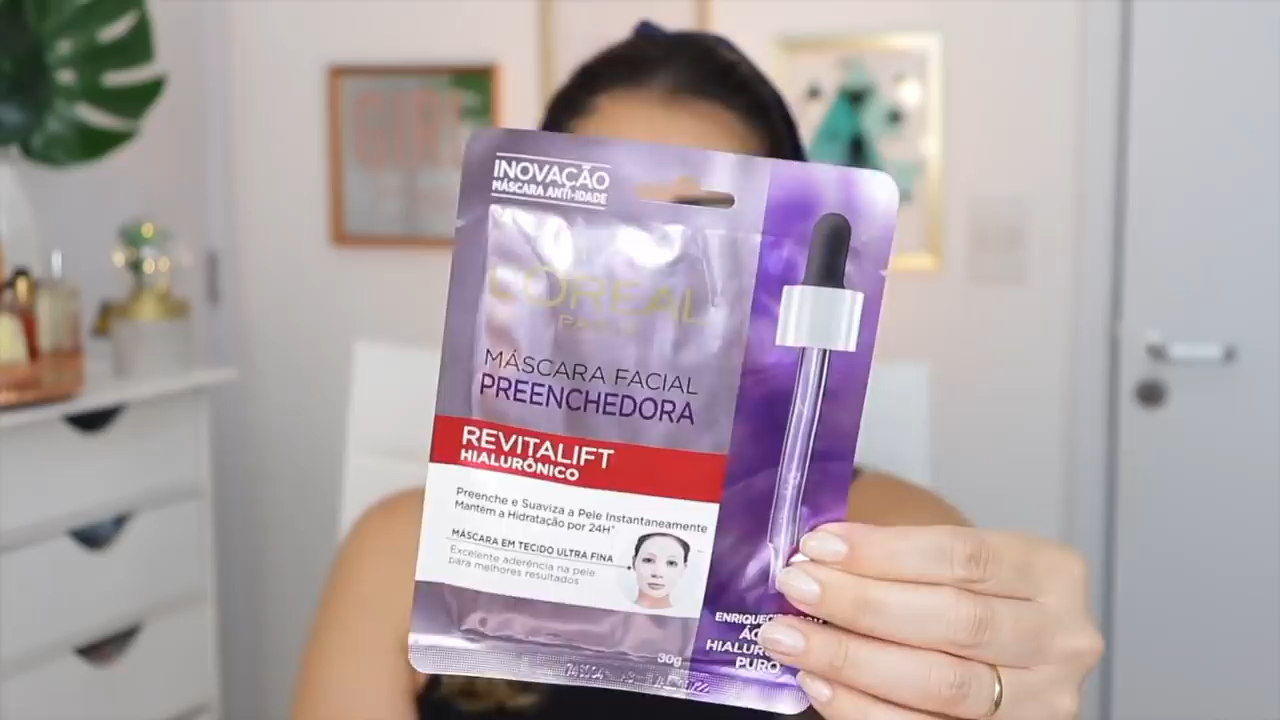 INOVAÇÃO
MÁSCARA ANTI-IDADE
L'ORÉAL
PARIS
MÁSCARA FACIAL
PREENCHEDORA
REVITALIFT
HIALURÔNICO
Preenche e Suaviza a Pele Instantaneamente
Mantém a Hidratação por 24H*
MÁSCARA EM TECIDO ULTRA FINA
Excelente aderência na pele
para melhores resultados
30g
PURO